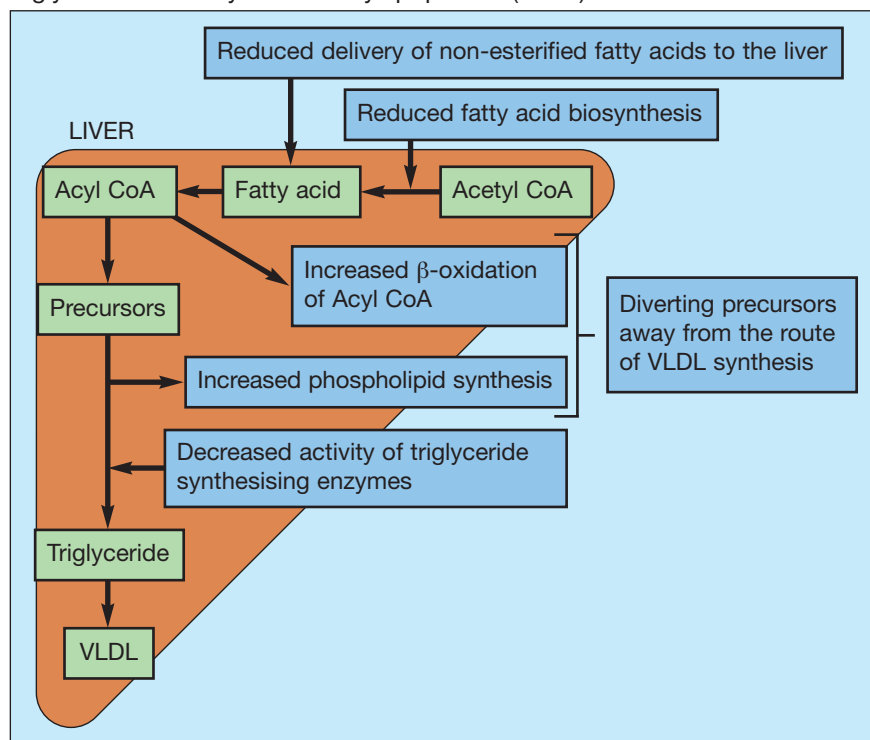 Reduced delivery of non-esterified fatty acids to the liver
Reduced fatty acid biosynthesis
LIVER
Acyl CoA
Fatty acid
Acetyl CoA
Increased β-oxidation
of Acyl CoA
Precursors
Diverting precursors
away from the route
of VLDL synthesis
Increased phospholipid synthesis
Decreased activity of triglyceride
synthesising enzymes
Triglyceride
VLDL